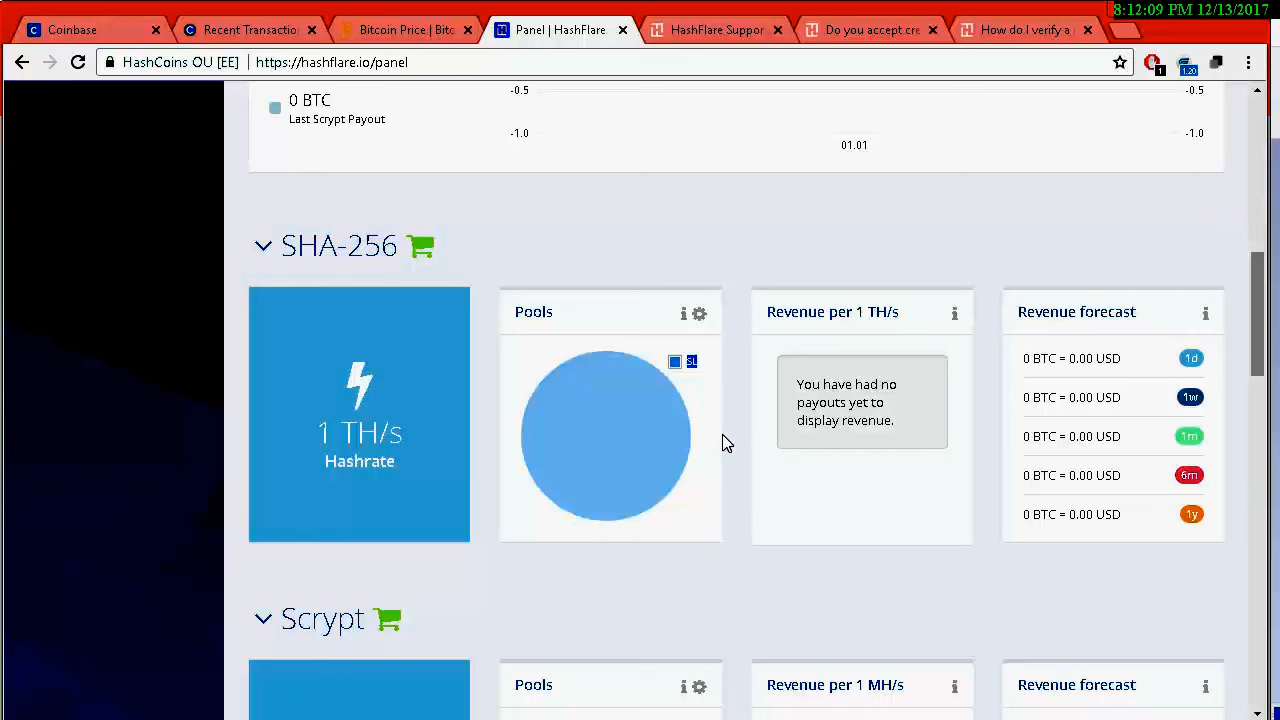 8:12:09 PM 12/13/2017
Coinbase
Recent Transactio
Bitcoin Price | Bitc
Panel | HashFlare
HashFlare Suppor
Do you accept cre
How do I verify a
HashCoins OU [EE]
https://hashflare.io/panel
1
1.20
0 BTC
Last Scrypt Payout
-0.5
-0.5
-1.0
-1.0
01.01
SHA-256
1 TH/s
Hashrate
Pools
SL
Revenue per 1 TH/s
You have had no
payouts yet to
display revenue.
Revenue forecast
0 BTC = 0.00 USD 1d
0 BTC = 0.00 USD 1w
0 BTC = 0.00 USD 1m
0 BTC = 0.00 USD 6m
0 BTC = 0.00 USD 1y
Scrypt
Pools
Revenue per 1 MH/s
Revenue forecast